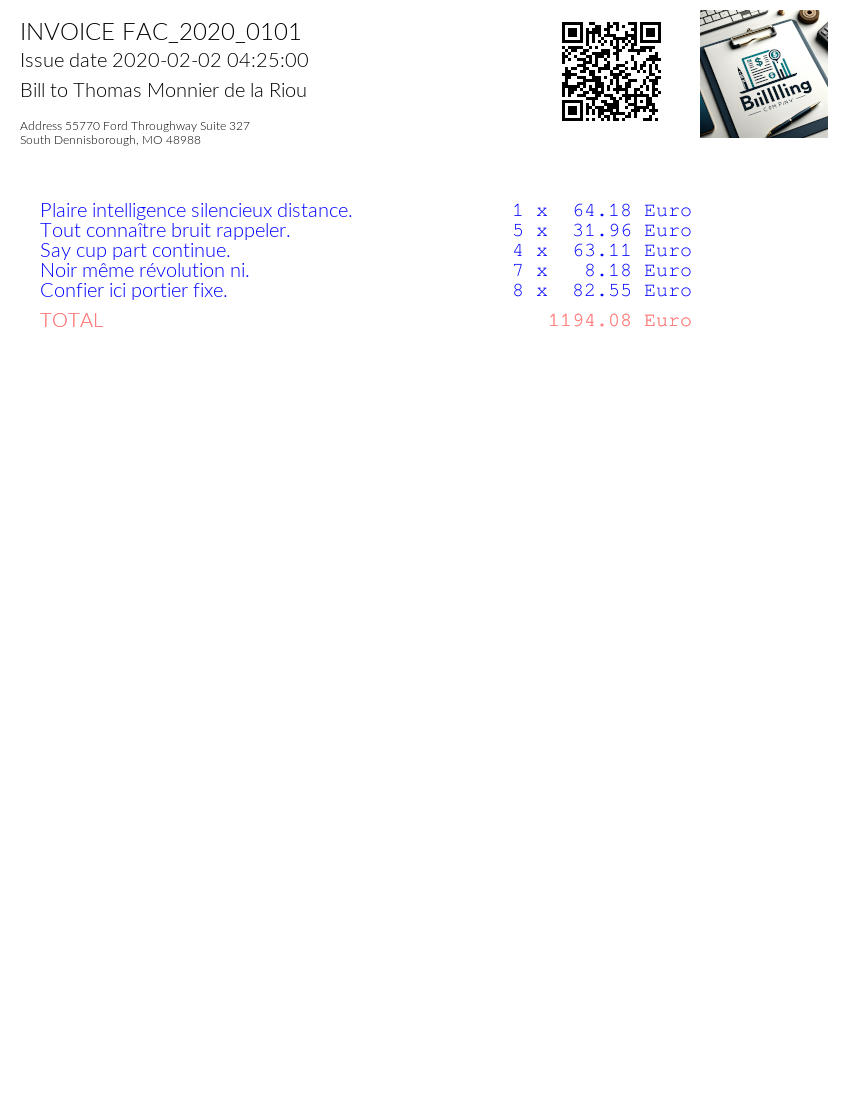 INVOICE FAC_2020_0101
Issue date 2020-02-02 04:25:00
Bill to Thomas Monnier de la Riou
Address 55770 Ford Throughway Suite 327
South Dennisborough, MO 48988
Biilllling
COMPANY
Plaire intelligence silencieux distance. 1 x 64.18 Euro
Tout connaître bruit rappeler. 5 x 31.96 Euro
Say cup part continue. 4 x 63.11 Euro
Noir même révolution ni. 7 x 8.18 Euro
Confier ici portier fixe. 8 x 82.55 Euro
TOTAL 1194.08 Euro